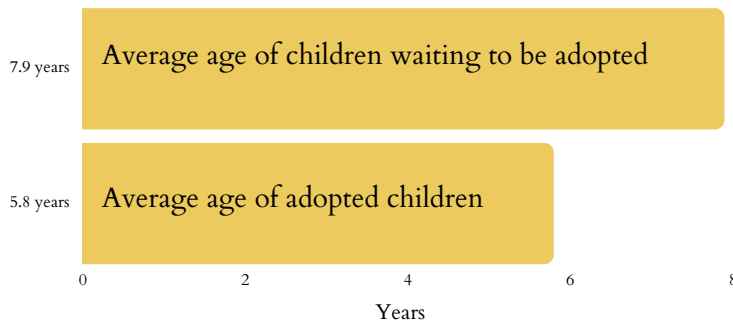 7.9 years
Average age of children waiting to be adopted
5.8 years
Average age of adopted children
0 2 4 6 8
Years